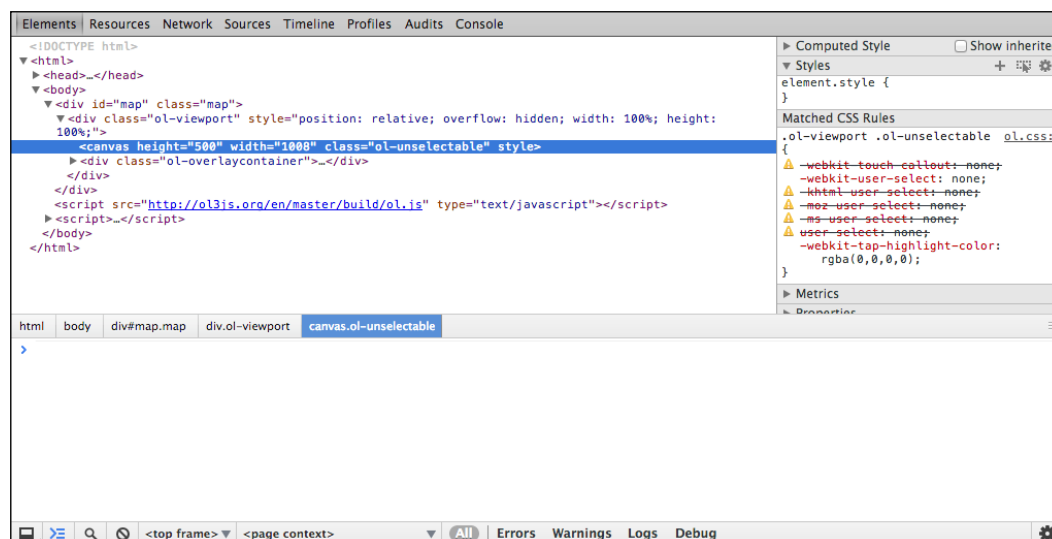 Elements Resources Network Sources Timeline Profiles Audits Console
<!DOCTYPE html>
▼<html>
▶<head>…</head>
▼<body>
▼<div id="map" class="map">
▼<div class="ol-viewport" style="position: relative; overflow: hidden; width: 100%; height:
100%;">
<canvas height="500" width="1008" class="ol-unselectable" style>
▶<div class="ol-overlaycontainer">…</div>
</div>
</div>
<script src="http://ol3js.org/en/master/build/ol.js" type="text/javascript"></script>
▶<script>…</script>
</body>
</html>
▶ Computed Style Show inherite
▼ Styles
element.style {
}
Matched CSS Rules
.ol-viewport .ol-unselectable ol.css:
{
-webkit-touch-callout: none;
-webkit-user-select: none;
-khtml-user-select: none;
-moz-user-select: none;
-ms-user-select: none;
user-select: none;
-webkit-tap-highlight-color:
rgba(0,0,0,0);
}
▶ Metrics
▶ Properties
html body div#map.map div.ol-viewport canvas.ol-unselectable
>
<top frame> ▼ <page context> ▼ All Errors Warnings Logs Debug